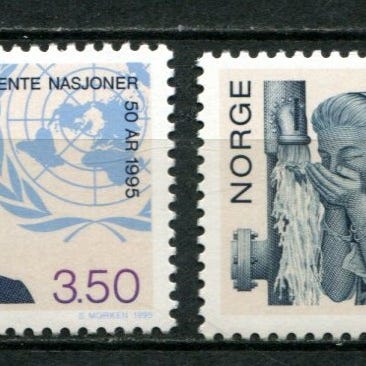 ENTE NASJONER
50 ÅR 1995
3.50
S. MORKEN 1995
NORGE